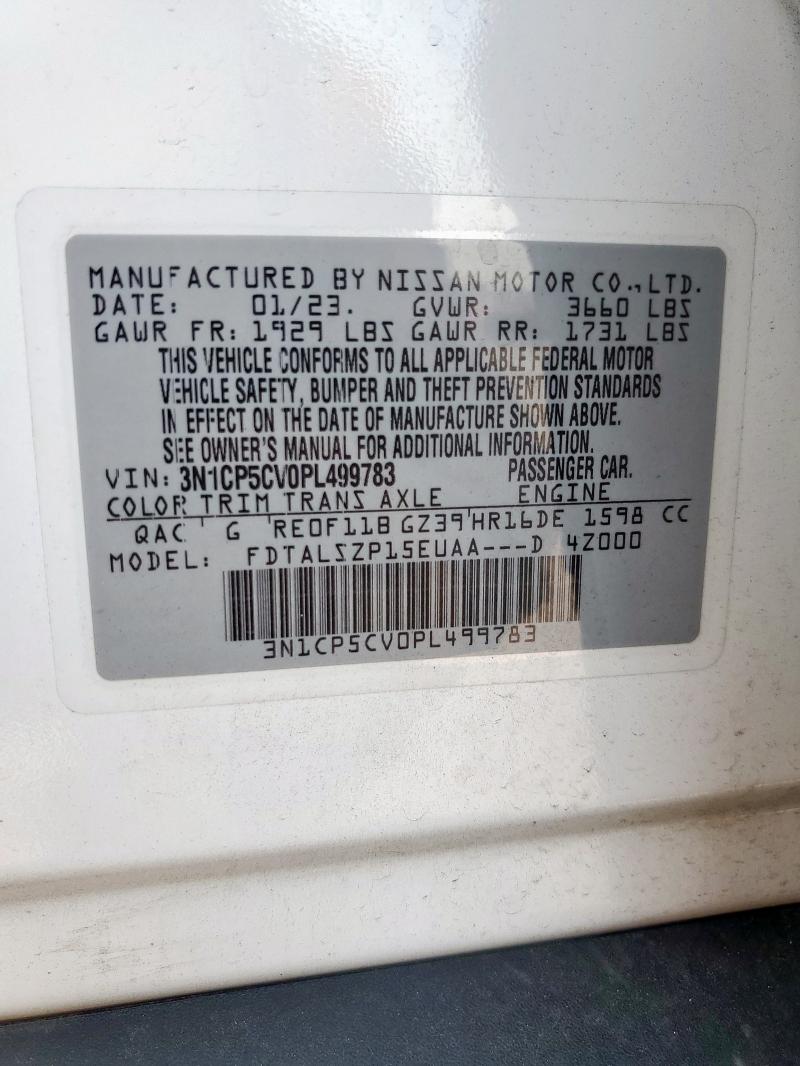 MANUFACTURED BY NISSAN MOTOR CO., LTD.
DATE: 01/23. GVWR: 3660 LBS
GAWR FR: 1929 LBS GAWR RR: 1731 LBS
THIS VEHICLE CONFORMS TO ALL APPLICABLE FEDERAL MOTOR
VEHICLE SAFETY, BUMPER AND THEFT PREVENTION STANDARDS
IN EFFECT ON THE DATE OF MANUFACTURE SHOWN ABOVE.
SEE OWNER'S MANUAL FOR ADDITIONAL INFORMATION.
VIN: 3N1CP5CV0PL499783 PASSENGER CAR.
COLOR TRIM TRANS AXLE ENGINE
QAC G RE0F11B GZ39 HR16DE 1598 CC
MODEL: FDTALSZP15EUAA---D 4Z000
3N1CP5CV0PL499783